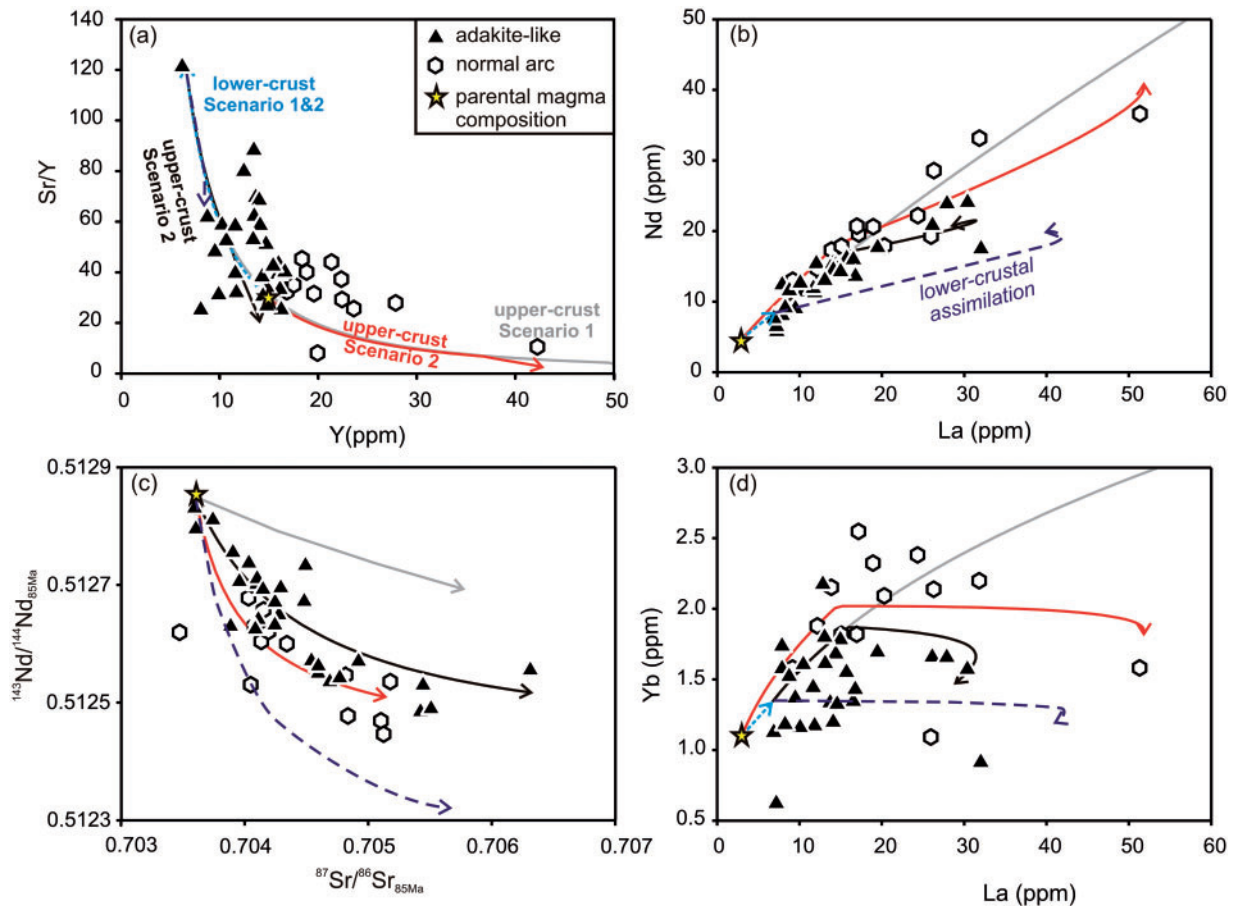 (a)
adakite-like
normal arc
parental magma
composition
lower-crust
Scenario 1&2
upper-crust
Scenario 2
upper-crust
Scenario 2
upper-crust
Scenario 1
Sr/Y
140
120
100
80
60
40
20
0
0 10 20 30 40 50
Y(ppm)
(b)
lower-crustal
assimilation
Nd (ppm)
50
40
30
20
10
0
0 10 20 30 40 50 60
La (ppm)
(c)
¹⁴³Nd/¹⁴⁴Nd₈₅Ma
0.5129
0.5127
0.5125
0.5123
0.703 0.704 0.705 0.706 0.707
⁸⁷Sr/⁸⁶Sr₈₅Ma
(d)
Yb (ppm)
3.0
2.5
2.0
1.5
1.0
0.5
0 10 20 30 40 50 60
La (ppm)